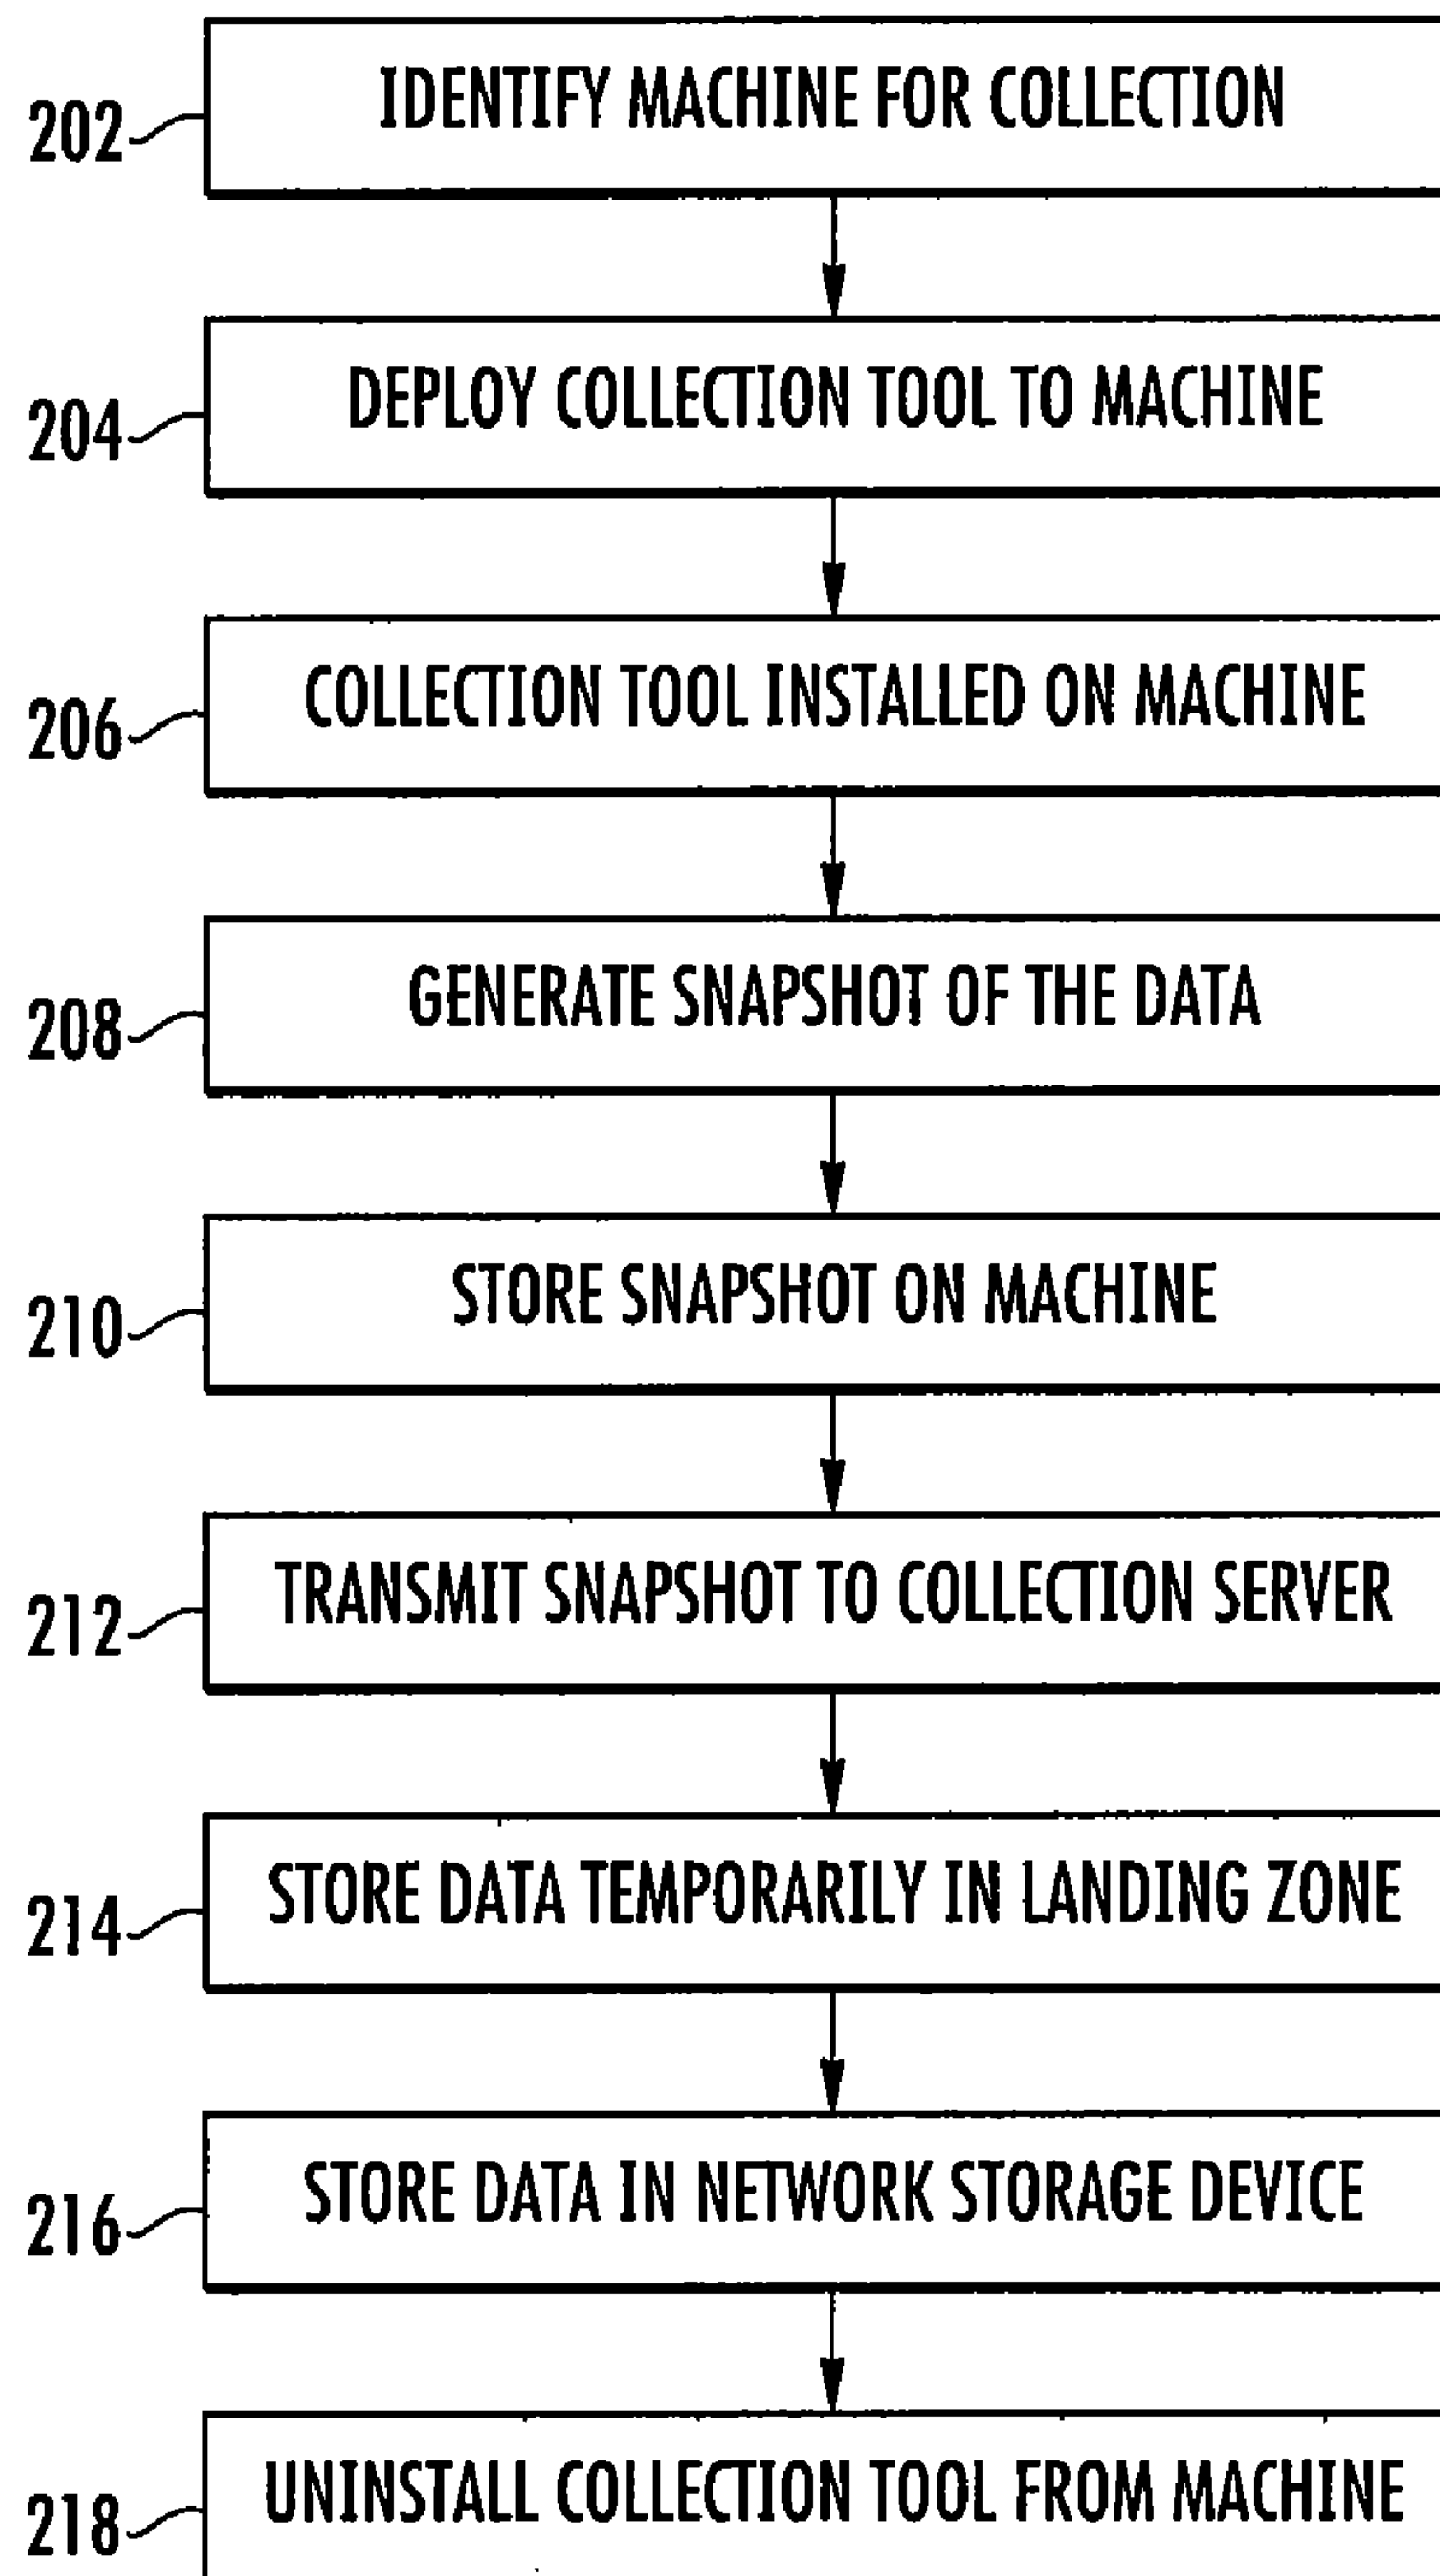 202 IDENTIFY MACHINE FOR COLLECTION
204 DEPLOY COLLECTION TOOL TO MACHINE
206 COLLECTION TOOL INSTALLED ON MACHINE
208 GENERATE SNAPSHOT OF THE DATA
210 STORE SNAPSHOT ON MACHINE
212 TRANSMIT SNAPSHOT TO COLLECTION SERVER
214 STORE DATA TEMPORARILY IN LANDING ZONE
216 STORE DATA IN NETWORK STORAGE DEVICE
218 UNINSTALL COLLECTION TOOL FROM MACHINE